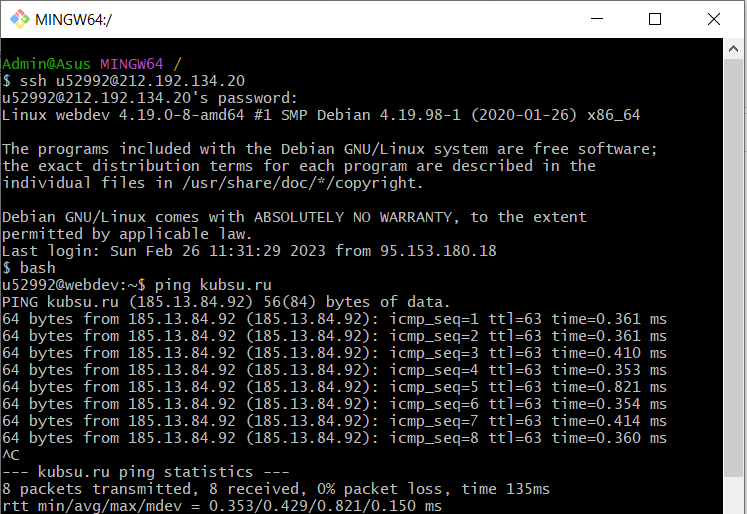 MINGW64:/
Admin@Asus MINGW64 /
$ ssh u52992@212.192.134.20
u52992@212.192.134.20's password:
Linux webdev 4.19.0-8-amd64 #1 SMP Debian 4.19.98-1 (2020-01-26) x86_64
The programs included with the Debian GNU/Linux system are free software;
the exact distribution terms for each program are described in the
individual files in /usr/share/doc/*/copyright.
Debian GNU/Linux comes with ABSOLUTELY NO WARRANTY, to the extent
permitted by applicable law.
Last login: Sun Feb 26 11:31:29 2023 from 95.153.180.18
$ bash
u52992@webdev:~$ ping kubsu.ru
PING kubsu.ru (185.13.84.92) 56(84) bytes of data.
64 bytes from 185.13.84.92 (185.13.84.92): icmp_seq=1 ttl=63 time=0.361 ms
64 bytes from 185.13.84.92 (185.13.84.92): icmp_seq=2 ttl=63 time=0.361 ms
64 bytes from 185.13.84.92 (185.13.84.92): icmp_seq=3 ttl=63 time=0.410 ms
64 bytes from 185.13.84.92 (185.13.84.92): icmp_seq=4 ttl=63 time=0.353 ms
64 bytes from 185.13.84.92 (185.13.84.92): icmp_seq=5 ttl=63 time=0.821 ms
64 bytes from 185.13.84.92 (185.13.84.92): icmp_seq=6 ttl=63 time=0.354 ms
64 bytes from 185.13.84.92 (185.13.84.92): icmp_seq=7 ttl=63 time=0.414 ms
64 bytes from 185.13.84.92 (185.13.84.92): icmp_seq=8 ttl=63 time=0.360 ms
^C
--- kubsu.ru ping statistics ---
8 packets transmitted, 8 received, 0% packet loss, time 135ms
rtt min/avg/max/mdev = 0.353/0.429/0.821/0.150 ms